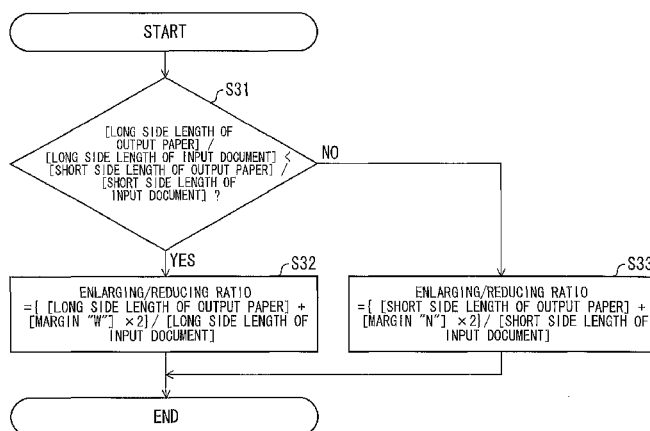 START
S31
[LONG SIDE LENGTH OF
OUTPUT PAPER] /
[LONG SIDE LENGTH OF INPUT DOCUMENT] <
[SHORT SIDE LENGTH OF OUTPUT PAPER] /
[SHORT SIDE LENGTH OF
INPUT DOCUMENT] ?
NO
YES
S32
ENLARGING/REDUCING RATIO
={ [LONG SIDE LENGTH OF OUTPUT PAPER] +
[MARGIN "W"] ×2}/ [LONG SIDE LENGTH OF
INPUT DOCUMENT]
S33
ENLARGING/REDUCING RATIO
={ [SHORT SIDE LENGTH OF OUTPUT PAPER] +
[MARGIN "N"] ×2}/ [SHORT SIDE LENGTH OF
INPUT DOCUMENT]
END